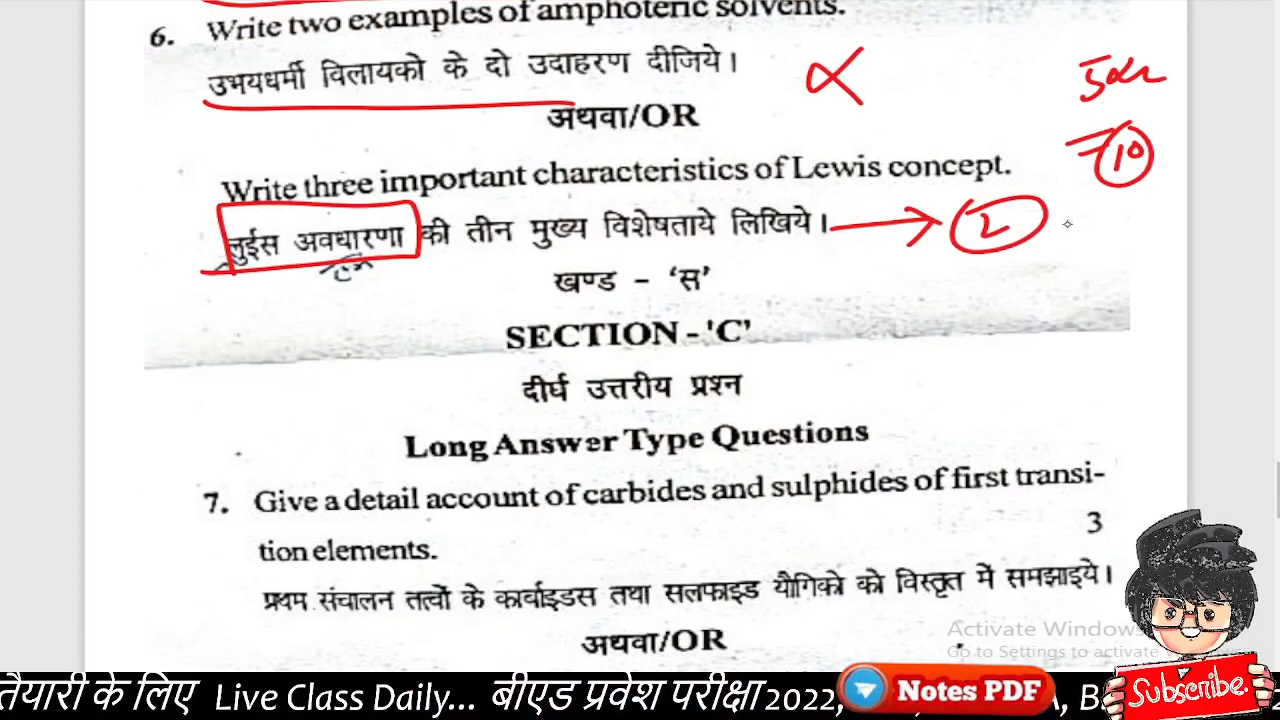 6. Write two examples of amphoteric solvents.
उभयधर्मी विलायको के दो उदाहरण दीजिये।
अथवा/OR
Write three important characteristics of Lewis concept.
लुईस अवधारणा की तीन मुख्य विशेषताये लिखिये।
खण्ड - 'स'
SECTION - 'C'
दीर्घ उत्तरीय प्रश्न
Long Answer Type Questions
7. Give a detail account of carbides and sulphides of first transi-
tion elements. 3
प्रथम संचालन तत्वों के कार्बाइडस तथा सलफाइड यौगिको को विस्तृत में समझाइये।
अथवा/OR
Activate Windows
Go to Settings to activate
तैयारी के लिए Live Class Daily... बीएड प्रवेश परीक्षा 2022,
Notes PDF
Subscribe.
10